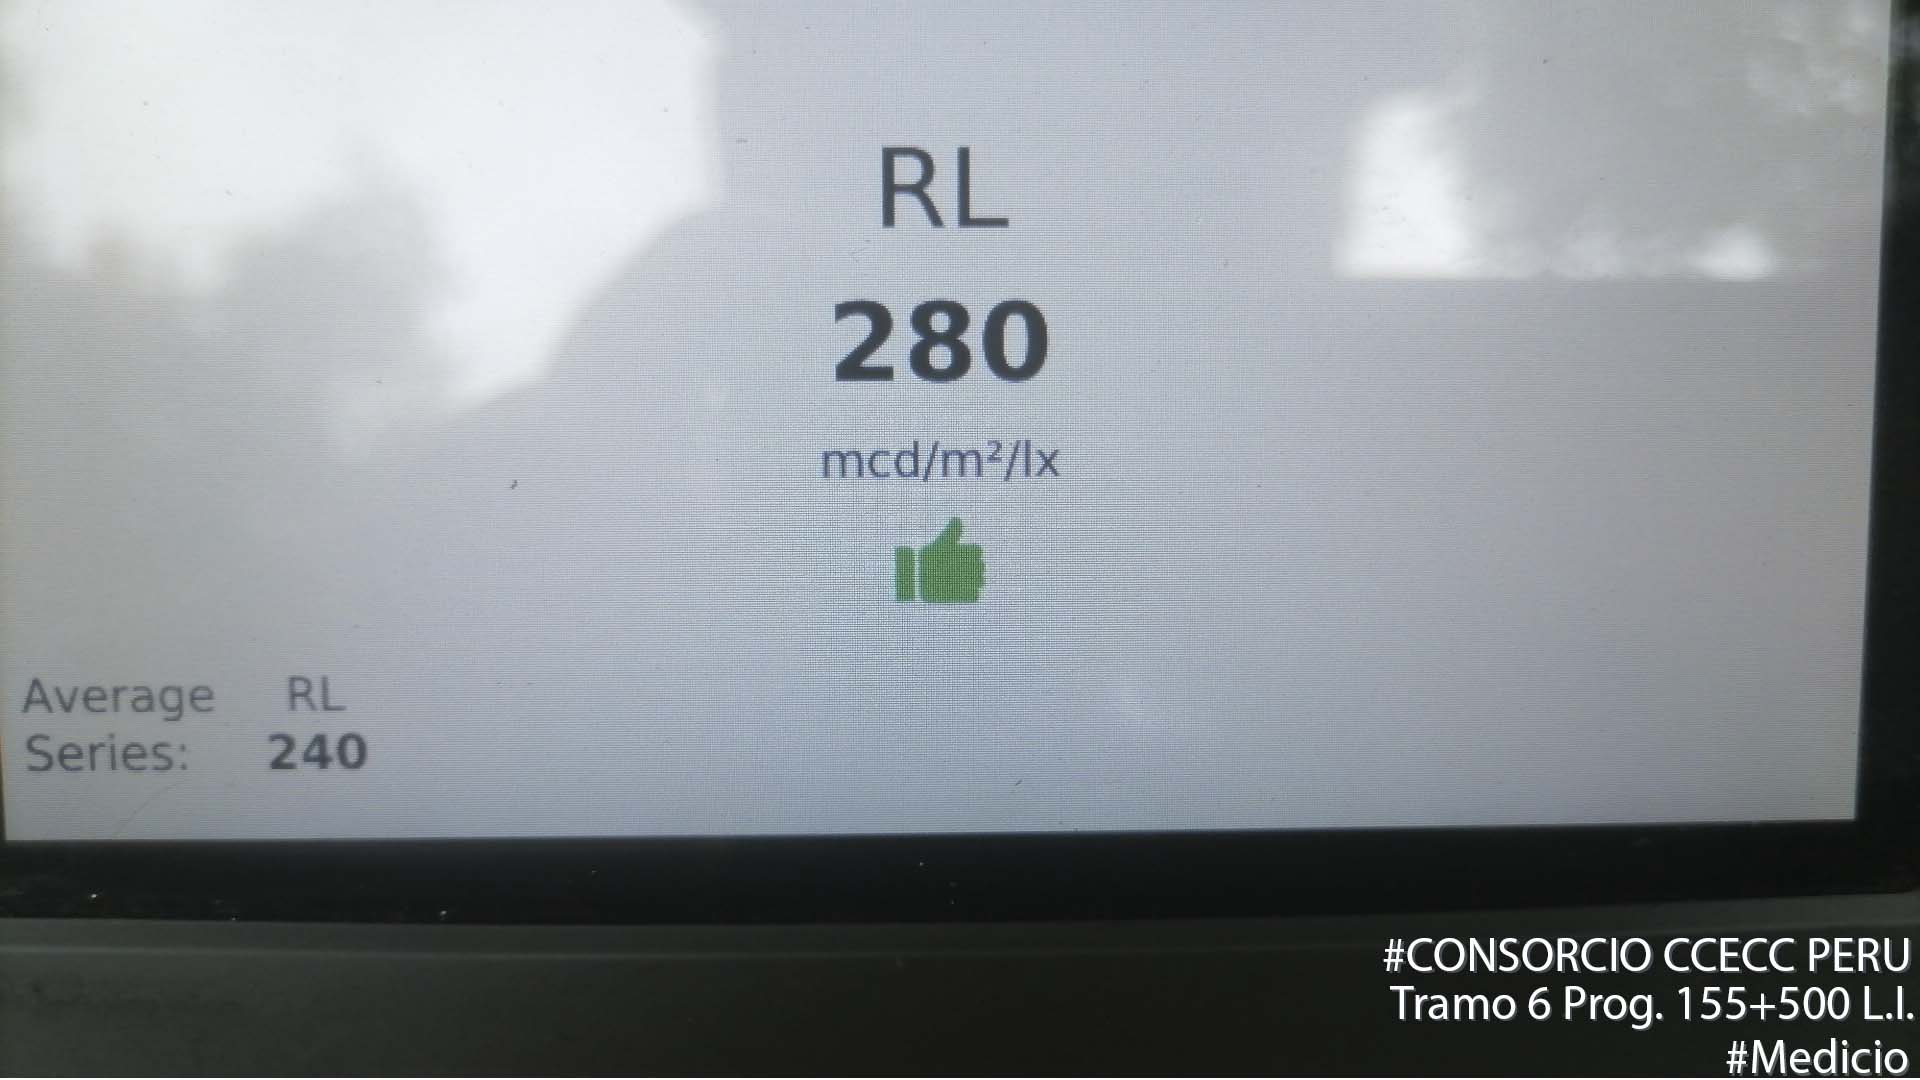 RL
280
mcd/m²/lx
Average RL
Series: 240
#CONSORCIO CCECC PERU
Tramo 6 Prog. 155+500 L.I.
#Medicio